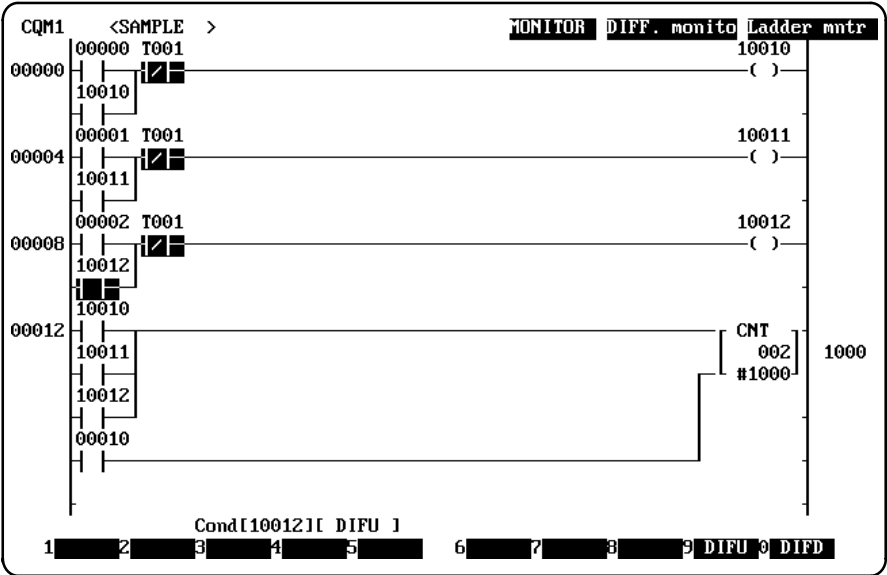 CQM1 <SAMPLE > MONITOR DIFF. monito Ladder mntr
00000 T001 10010
00000 ( )
10010
00001 T001 10011
00004 ( )
10011
00002 T001 10012
00008 ( )
10012
10010
00012 CNT
10011 002 1000
#1000
10012
00010
Cond[10012][ DIFU ]
1 2 3 4 5 6 7 8 9 DIFU 0 DIFD